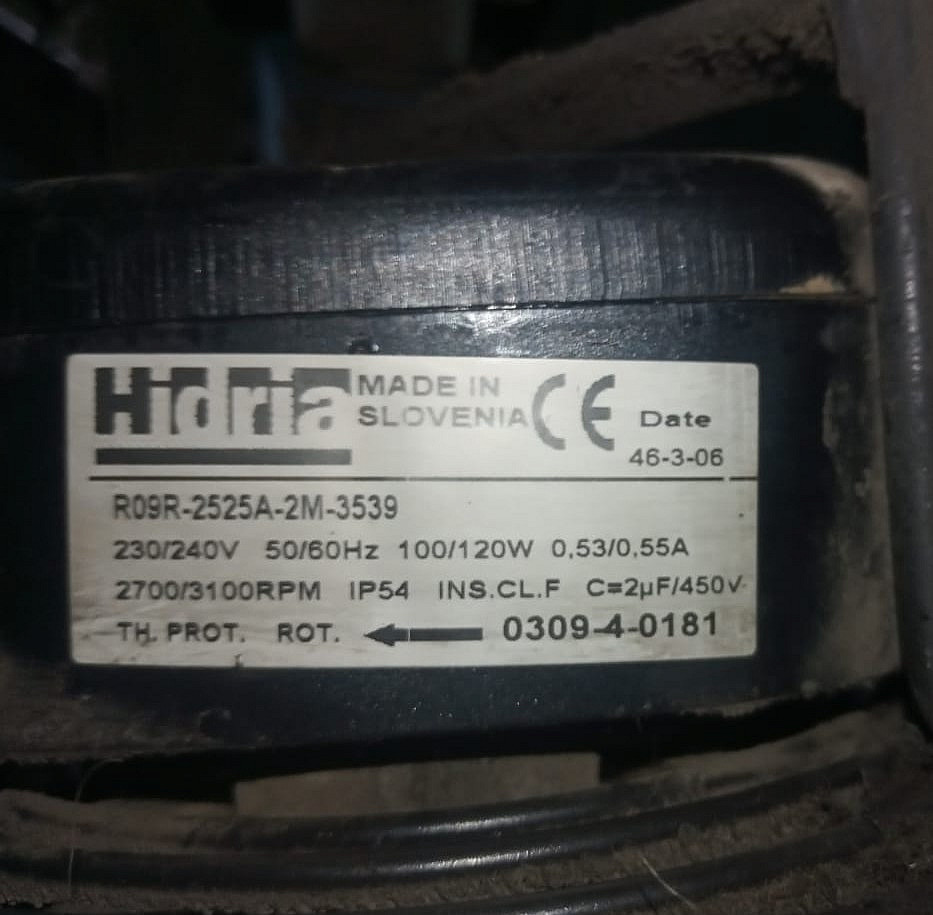 Hidria MADE IN
SLOVENIA CE Date
46-3-06
R09R-2525A-2M-3539
230/240V 50/60Hz 100/120W 0,53/0,55A
2700/3100RPM IP54 INS.CL.F C=2µF/450V
TH. PROT. ROT. ← 0309-4-0181